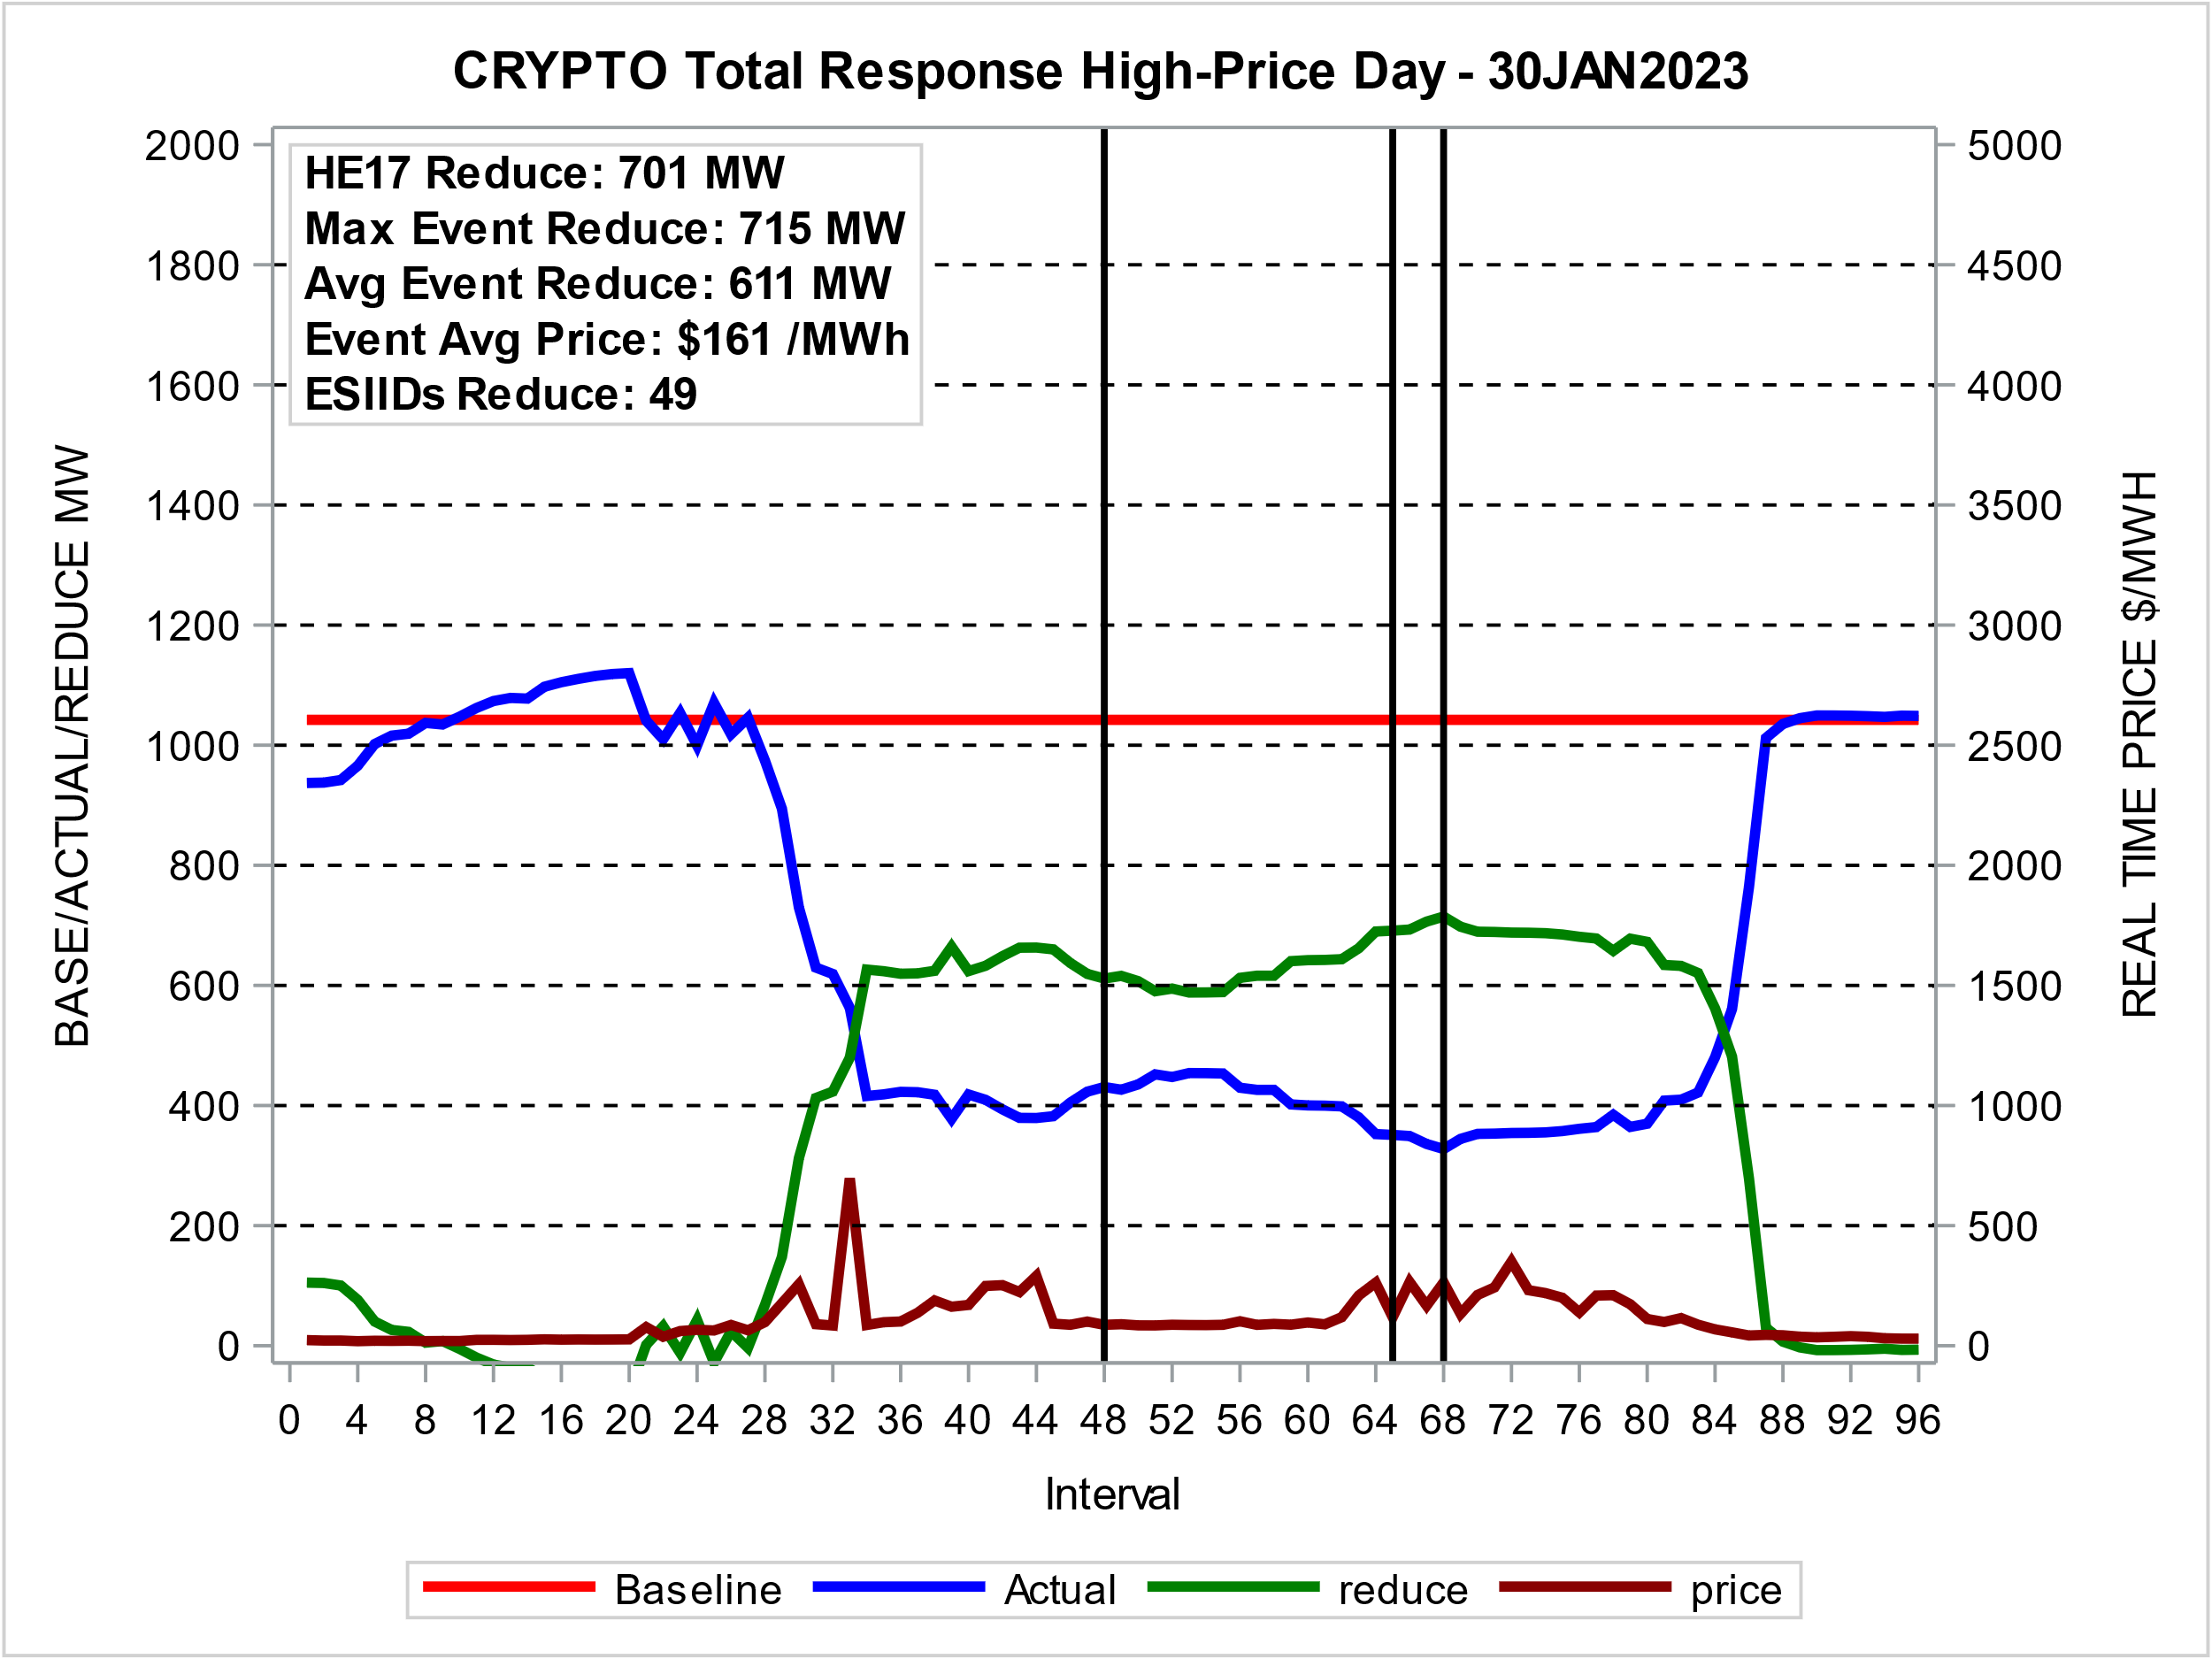 CRYPTO Total Response High-Price Day - 30JAN2023
HE17 Reduce: 701 MW
Max Event Reduce: 715 MW
Avg Event Reduce: 611 MW
Event Avg Price: $161 /MWh
ESIIDs Reduce: 49
BASE/ACTUAL/REDUCE MW
2000
1800
1600
1400
1200
1000
800
600
400
200
0
5000
4500
4000
3500
3000
2500
2000
1500
1000
500
0
REAL TIME PRICE $/MWH
0 4 8 12 16 20 24 28 32 36 40 44 48 52 56 60 64 68 72 76 80 84 88 92 96
Interval
Baseline Actual reduce price